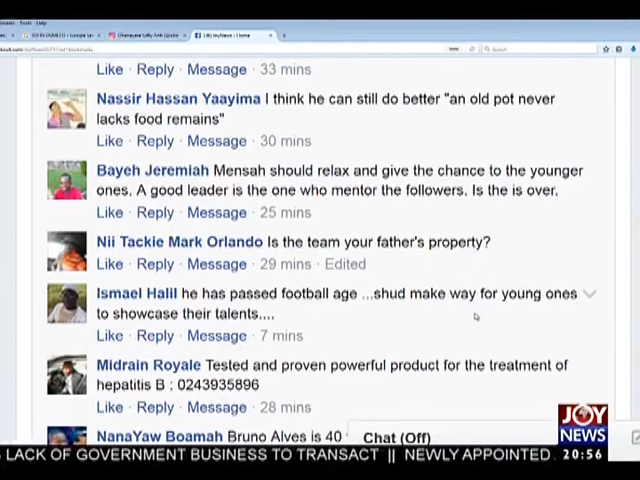 Tools Help
facebook
Like · Reply · Message · 33 mins
Nassir Hassan Yaayima I think he can still do better "an old pot never
lacks food remains"
Like · Reply · Message · 30 mins
Bayeh Jeremiah Mensah should relax and give the chance to the younger
ones. A good leader is the one who mentor the followers. Is the is over.
Like · Reply · Message · 25 mins
Nii Tackie Mark Orlando Is the team your father's property?
Like · Reply · Message · 29 mins · Edited
Ismael Halil he has passed football age ...shud make way for young ones
to showcase their talents....
Like · Reply · Message · 7 mins
Midrain Royale Tested and proven powerful product for the treatment of
hepatitis B ; 0243935896
Like · Reply · Message · 28 mins
NanaYaw Boamah Bruno Alves is 40
Chat (Off)
JOY
NEWS
LACK OF GOVERNMENT BUSINESS TO TRANSACT || NEWLY APPOINTED
20:56